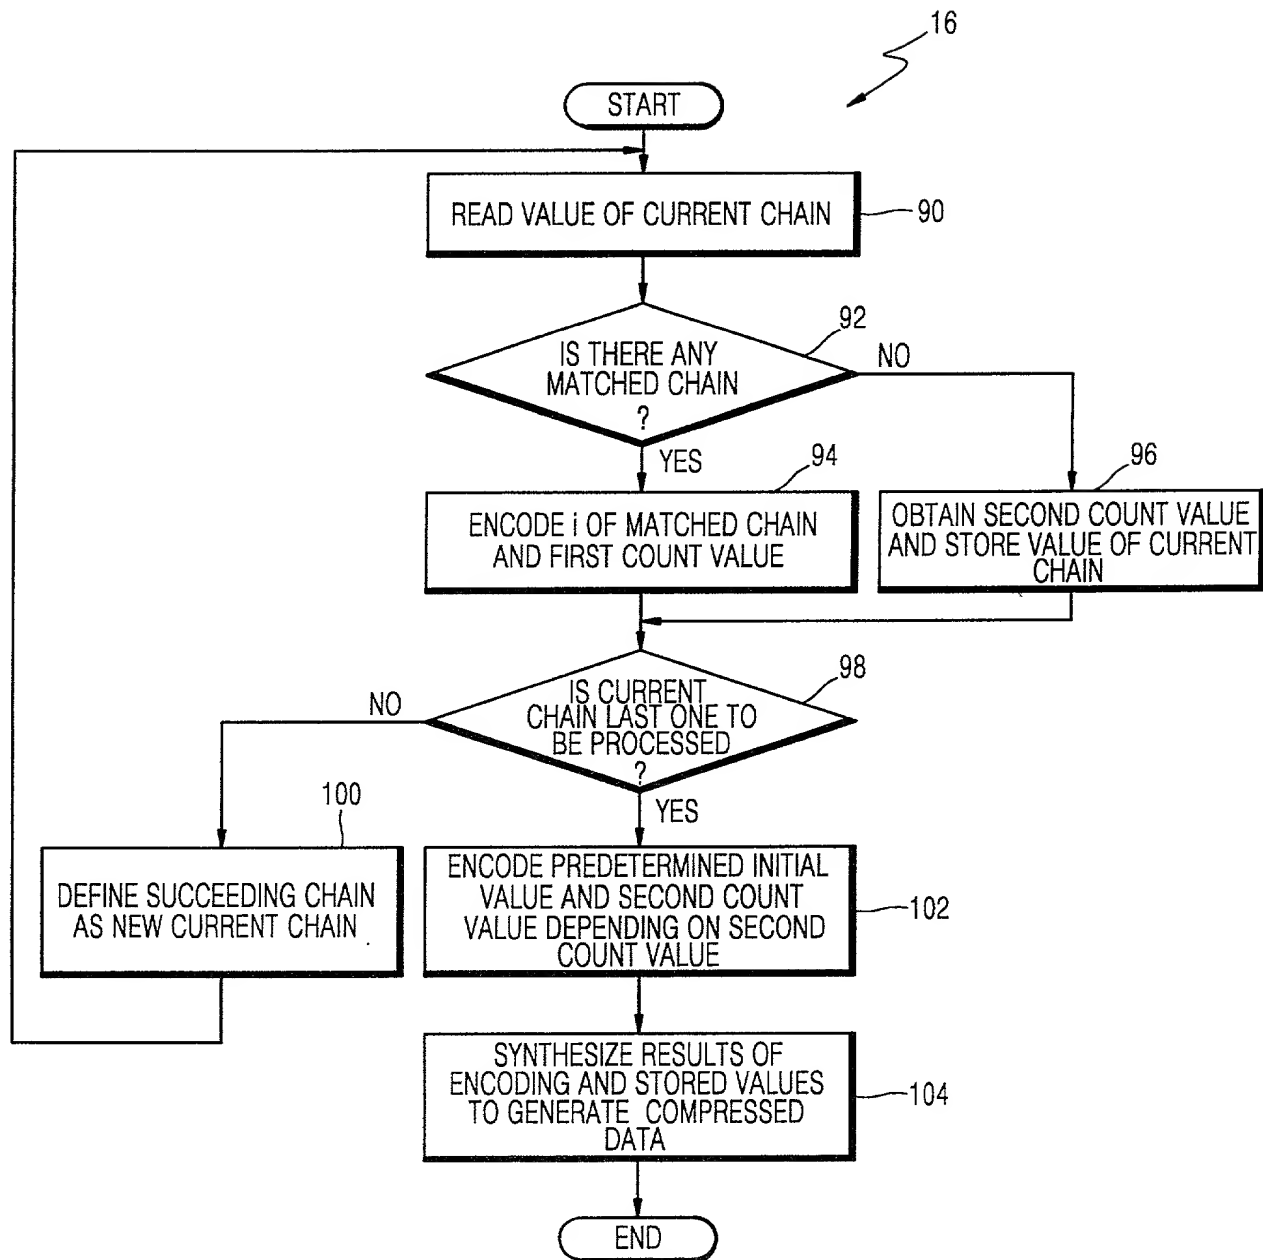 16
START
READ VALUE OF CURRENT CHAIN
90
92
IS THERE ANY
MATCHED CHAIN
?
NO
YES
94
96
ENCODE i OF MATCHED CHAIN
AND FIRST COUNT VALUE
OBTAIN SECOND COUNT VALUE
AND STORE VALUE OF CURRENT
CHAIN
98
IS CURRENT
CHAIN LAST ONE TO
BE PROCESSED
?
NO
YES
100
DEFINE SUCCEEDING CHAIN
AS NEW CURRENT CHAIN
ENCODE PREDETERMINED INITIAL
VALUE AND SECOND COUNT
VALUE DEPENDING ON SECOND
COUNT VALUE
102
SYNTHESIZE RESULTS OF
ENCODING AND STORED VALUES
TO GENERATE COMPRESSED
DATA
104
END